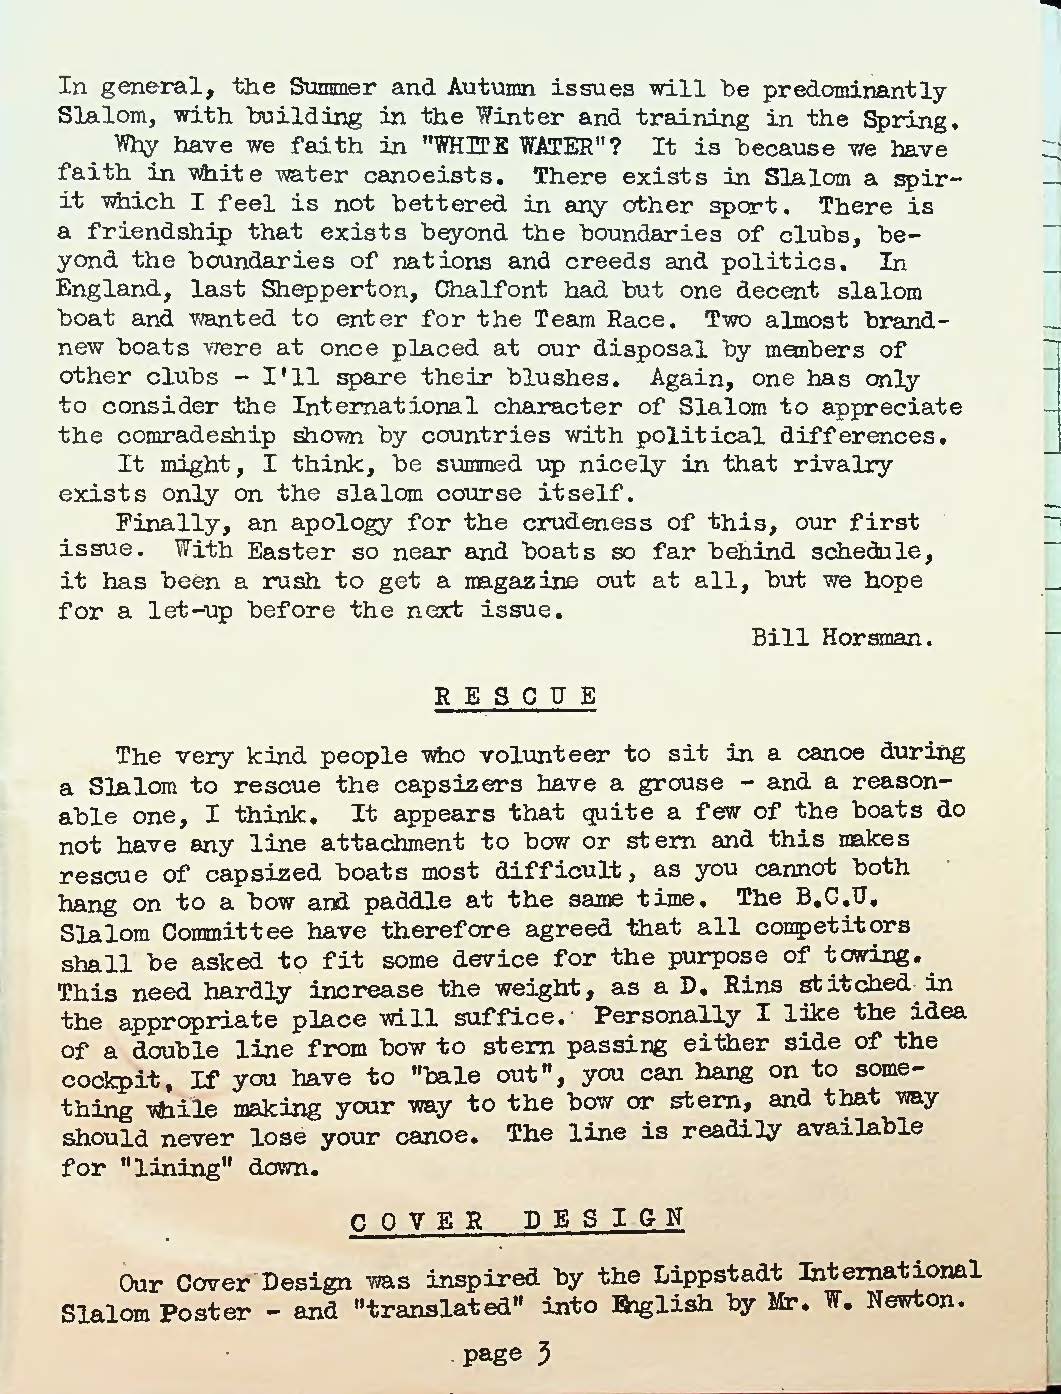 In general, the Summer and Autumn issues will be predominantly
Slalom, with building in the Winter and training in the Spring.
Why have we faith in "WHITE WATER"? It is because we have
faith in white water canoeists. There exists in Slalom a spir-
it which I feel is not bettered in any other sport. There is
a friendship that exists beyond the boundaries of clubs, be-
yond the boundaries of nations and creeds and politics. In
England, last Shepperton, Chalfont had but one decent slalom
boat and wanted to enter for the Team Race. Two almost brand-
new boats were at once placed at our disposal by members of
other clubs - I'll spare their blushes. Again, one has only
to consider the International character of Slalom to appreciate
the comradeship shown by countries with political differences.
It might, I think, be summed up nicely in that rivalry
exists only on the slalom course itself.
Finally, an apology for the crudeness of this, our first
issue. With Easter so near and boats so far behind schedule,
it has been a rush to get a magazine out at all, but we hope
for a let-up before the next issue.
Bill Horsman.
R E S C U E
The very kind people who volunteer to sit in a canoe during
a Slalom to rescue the capsizers have a grouse - and a reason-
able one, I think. It appears that quite a few of the boats do
not have any line attachment to bow or stern and this makes
rescue of capsized boats most difficult, as you cannot both
hang on to a bow and paddle at the same time. The B.C.U.
Slalom Committee have therefore agreed that all competitors
shall be asked to fit some device for the purpose of towing.
This need hardly increase the weight, as a D. Rins stitched in
the appropriate place will suffice. Personally I like the idea
of a double line from bow to stern passing either side of the
cockpit. If you have to "bale out", you can hang on to some-
thing while making your way to the bow or stern, and that way
should never lose your canoe. The line is readily available
for "lining" down.
C O V E R  D E S I G N
Our Cover Design was inspired by the Lippstadt International
Slalom Poster - and "translated" into English by Mr. W. Newton.
page 3